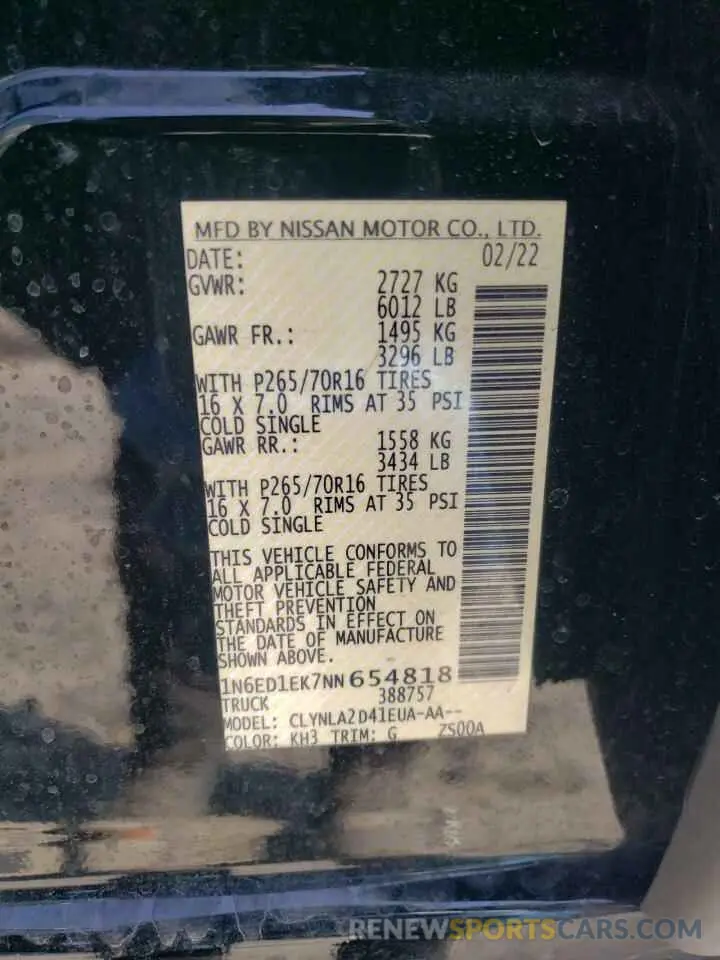 MFD BY NISSAN MOTOR CO., LTD.
DATE: 02/22
GVWR: 2727 KG
6012 LB
GAWR FR.: 1495 KG
3296 LB
WITH P265/70R16 TIRES
16 X 7.0 RIMS AT 35 PSI
COLD SINGLE
GAWR RR.: 1558 KG
3434 LB
WITH P265/70R16 TIRES
16 X 7.0 RIMS AT 35 PSI
COLD SINGLE
THIS VEHICLE CONFORMS TO
ALL APPLICABLE FEDERAL
MOTOR VEHICLE SAFETY AND
THEFT PREVENTION
STANDARDS IN EFFECT ON
THE DATE OF MANUFACTURE
SHOWN ABOVE.
1N6ED1EK7NN654818
TRUCK 388757
MODEL: CLYNLA2D41EUA-AA--
COLOR: KH3 TRIM: G ZS00A
RENEWSPORTSCARS.COM